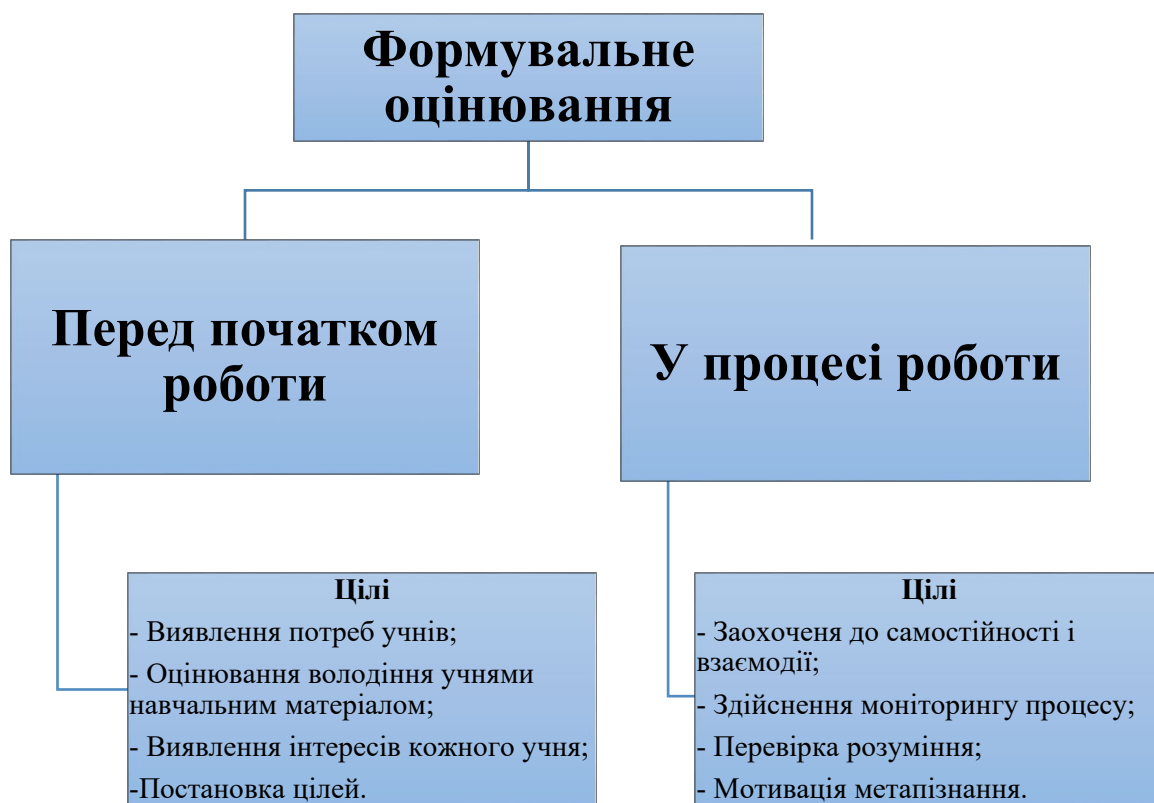 Формувальне
оцінювання
Перед початком
роботи
У процесі роботи
Цілі
- Виявлення потреб учнів;
- Оцінювання володіння учнями
навчальним матеріалом;
- Виявлення інтересів кожного учня;
-Постановка цілей.
Цілі
- Заохоченя до самостійності і
взаємодії;
- Здійснення моніторингу процесу;
- Перевірка розуміння;
- Мотивація метапізнання.